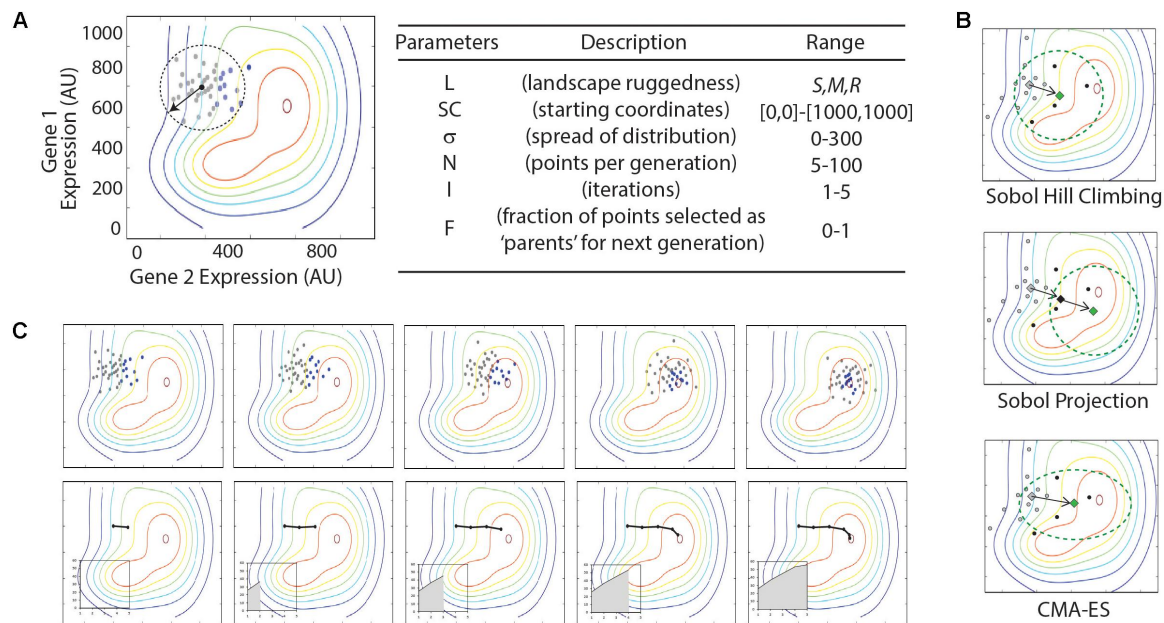 A
1000
800
600
400
200
0
Gene 1
Expression (AU)
0
400
800
Gene 2 Expression (AU)
Parameters Description Range
L (landscape ruggedness) S,M,R
SC (starting coordinates) [0,0]-[1000,1000]
σ (spread of distribution) 0-300
N (points per generation) 5-100
I (iterations) 1-5
F (fraction of points selected as
'parents' for next generation) 0-1
B
Sobol Hill Climbing
Sobol Projection
CMA-ES
C